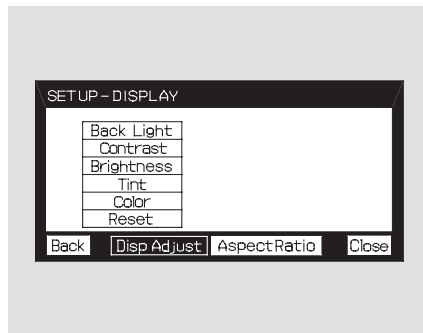 SETUP-DISPLAY
Back Light
Contrast
Brightness
Tint
Color
Reset
Back Disp Adjust AspectRatio Close